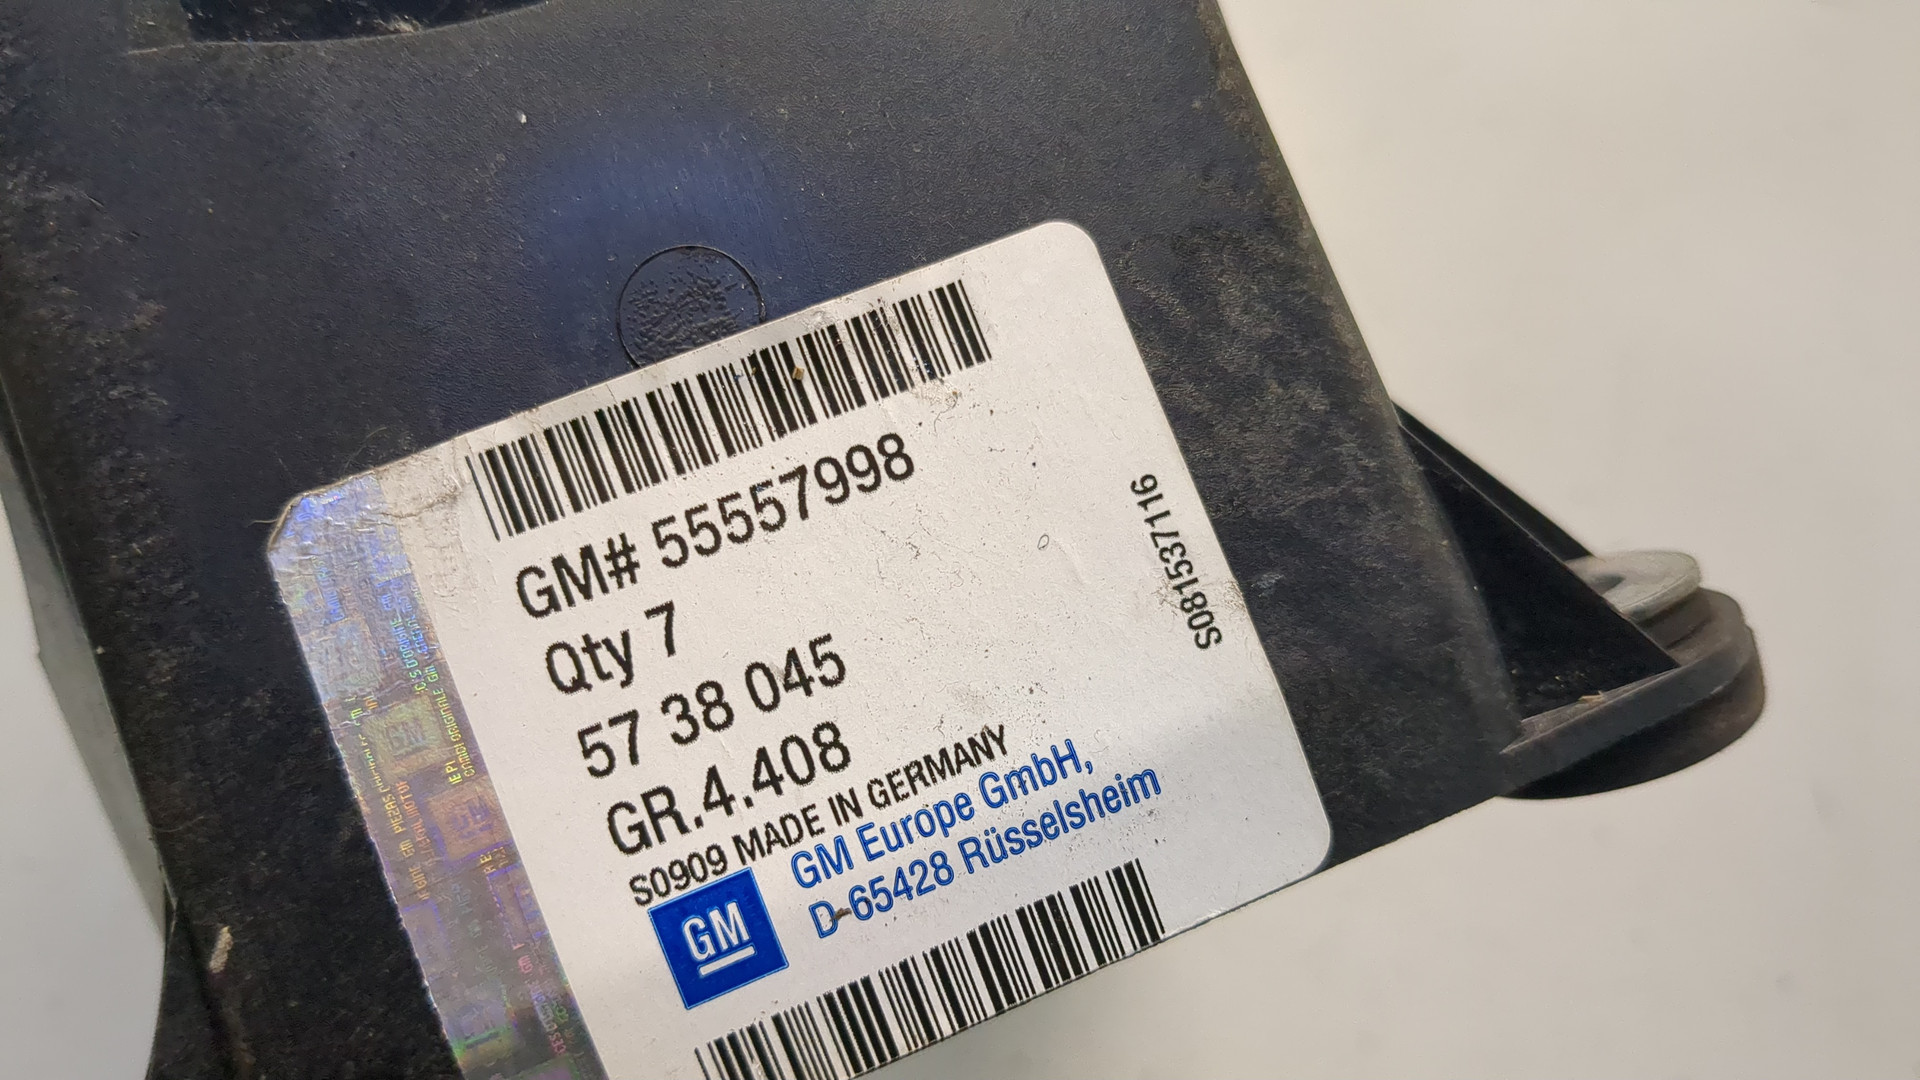 GM# 55557998
Qty 7
57 38 045
GR.4.408
S0909 MADE IN GERMANY
GM Europe GmbH,
D-65428 Rüsselsheim
GM
S081537116